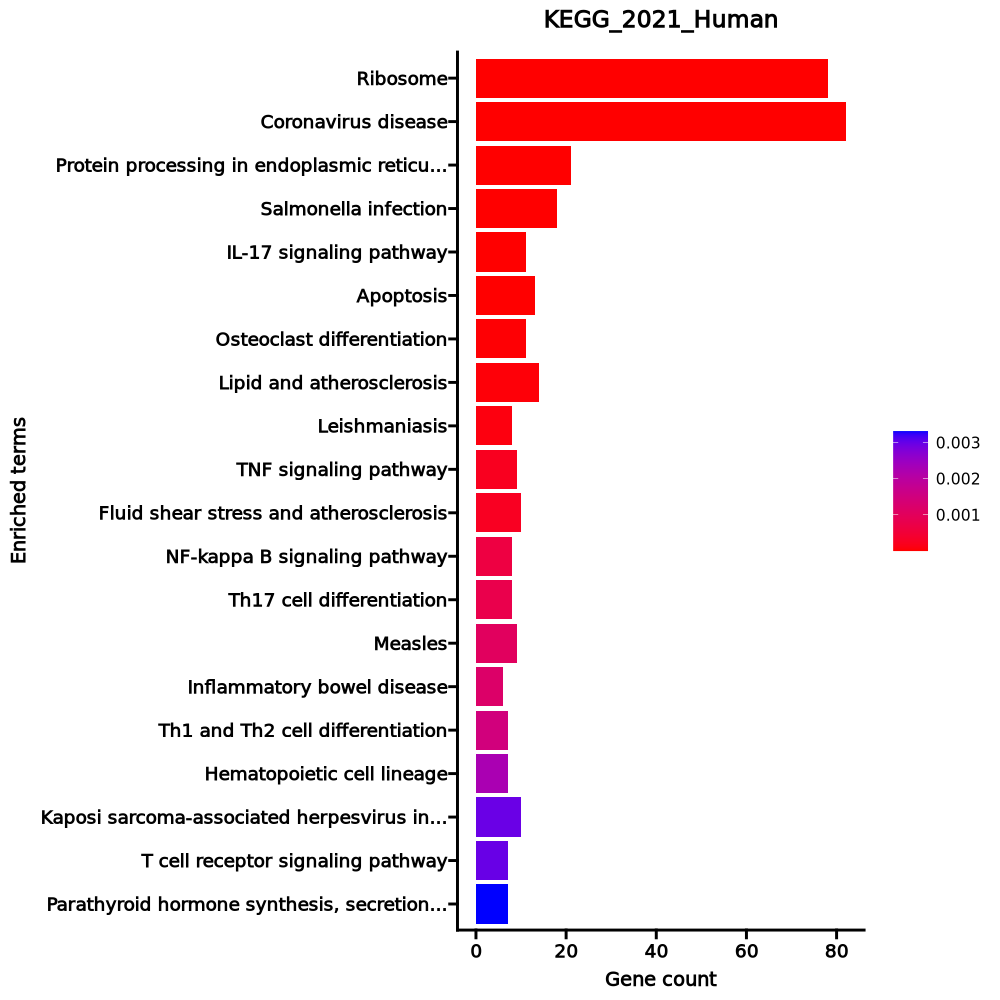 KEGG_2021_Human
Ribosome
Coronavirus disease
Protein processing in endoplasmic reticu...
Salmonella infection
IL-17 signaling pathway
Apoptosis
Osteoclast differentiation
Lipid and atherosclerosis
Leishmaniasis
TNF signaling pathway
Fluid shear stress and atherosclerosis
NF-kappa B signaling pathway
Th17 cell differentiation
Measles
Inflammatory bowel disease
Th1 and Th2 cell differentiation
Hematopoietic cell lineage
Kaposi sarcoma-associated herpesvirus in...
T cell receptor signaling pathway
Parathyroid hormone synthesis, secretion...
Enriched terms
0 20 40 60 80
Gene count
0.003
0.002
0.001